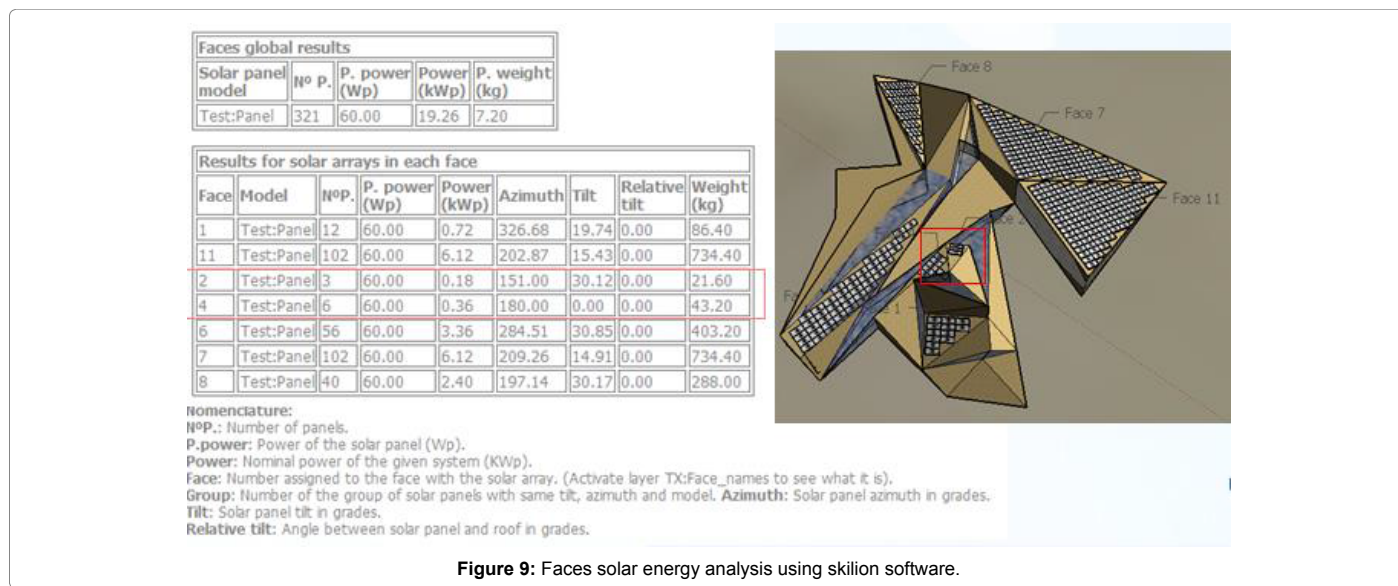 Faces global results
Solar panel model Nº P. P. power (Wp) Power (kWp) P. weight (kg)
Test:Panel 321 60.00 19.26 7.20
Results for solar arrays in each face
Face Model NºP. P. power (Wp) Power (kWp) Azimuth Tilt Relative tilt Weight (kg)
1 Test:Panel 12 60.00 0.72 326.68 19.74 0.00 86.40
11 Test:Panel 102 60.00 6.12 202.87 15.43 0.00 734.40
2 Test:Panel 3 60.00 0.18 151.00 30.12 0.00 21.60
4 Test:Panel 6 60.00 0.36 180.00 0.00 0.00 43.20
6 Test:Panel 56 60.00 3.36 284.51 30.85 0.00 403.20
7 Test:Panel 102 60.00 6.12 209.26 14.91 0.00 734.40
8 Test:Panel 40 60.00 2.40 197.14 30.17 0.00 288.00
Nomenclature:
NºP.: Number of panels.
P.power: Power of the solar panel (Wp).
Power: Nominal power of the given system (KWp).
Face: Number assigned to the face with the solar array. (Activate layer TX:Face_names to see what it is).
Group: Number of the group of solar panels with same tilt, azimuth and model. Azimuth: Solar panel azimuth in grades.
Tilt: Solar panel tilt in grades.
Relative tilt: Angle between solar panel and roof in grades.
Face 8
Face 7
Face 11
Face 2
Figure 9: Faces solar energy analysis using skilion software.